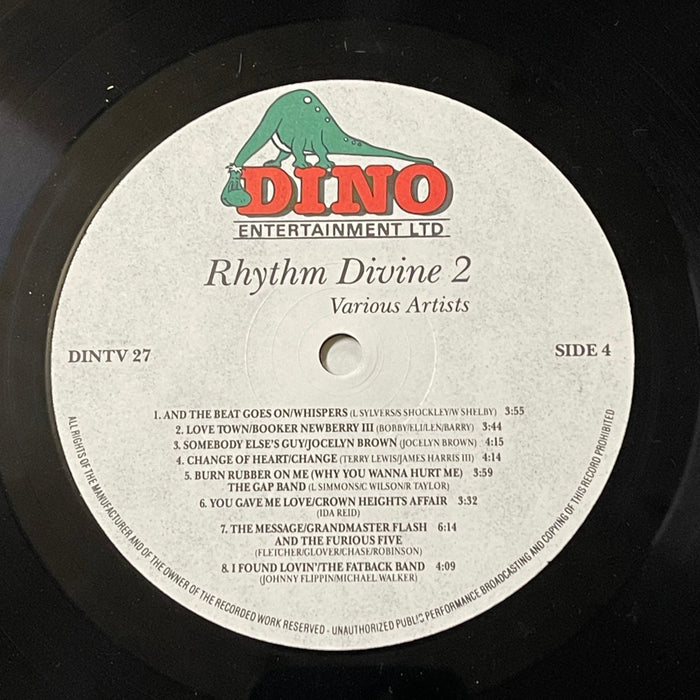 DINO
ENTERTAINMENT LTD
Rhythm Divine 2
Various Artists
DINTV 27
SIDE 4
1. AND THE BEAT GOES ON/WHISPERS (L SYLVERS/S SHOCKLEY/W SHELBY) 3:55
2. LOVE TOWN/BOOKER NEWBERRY III (BOBBY/ELI/LEN/BARRY) 3:44
3. SOMEBODY ELSE'S GUY/JOCELYN BROWN (JOCELYN BROWN) 4:15
4. CHANGE OF HEART/CHANGE (TERRY LEWIS/JAMES HARRIS III) 4:14
5. BURN RUBBER ON ME (WHY YOU WANNA HURT ME) 3:59
THE GAP BAND (L SIMMONS/C WILSON/R TAYLOR)
6. YOU GAVE ME LOVE/CROWN HEIGHTS AFFAIR 3:32
(IDA REID)
7. THE MESSAGE/GRANDMASTER FLASH 6:14
AND THE FURIOUS FIVE
(FLETCHER/GLOVER/CHASE/ROBINSON)
8. I FOUND LOVIN'/THE FATBACK BAND 4:09
(JOHNNY FLIPPIN/MICHAEL WALKER)
ALL RIGHTS OF THE MANUFACTURER AND OF THE OWNER OF THE RECORDED WORK RESERVED - UNAUTHORIZED PUBLIC PERFORMANCE BROADCASTING AND COPYING OF THIS RECORD PROHIBITED